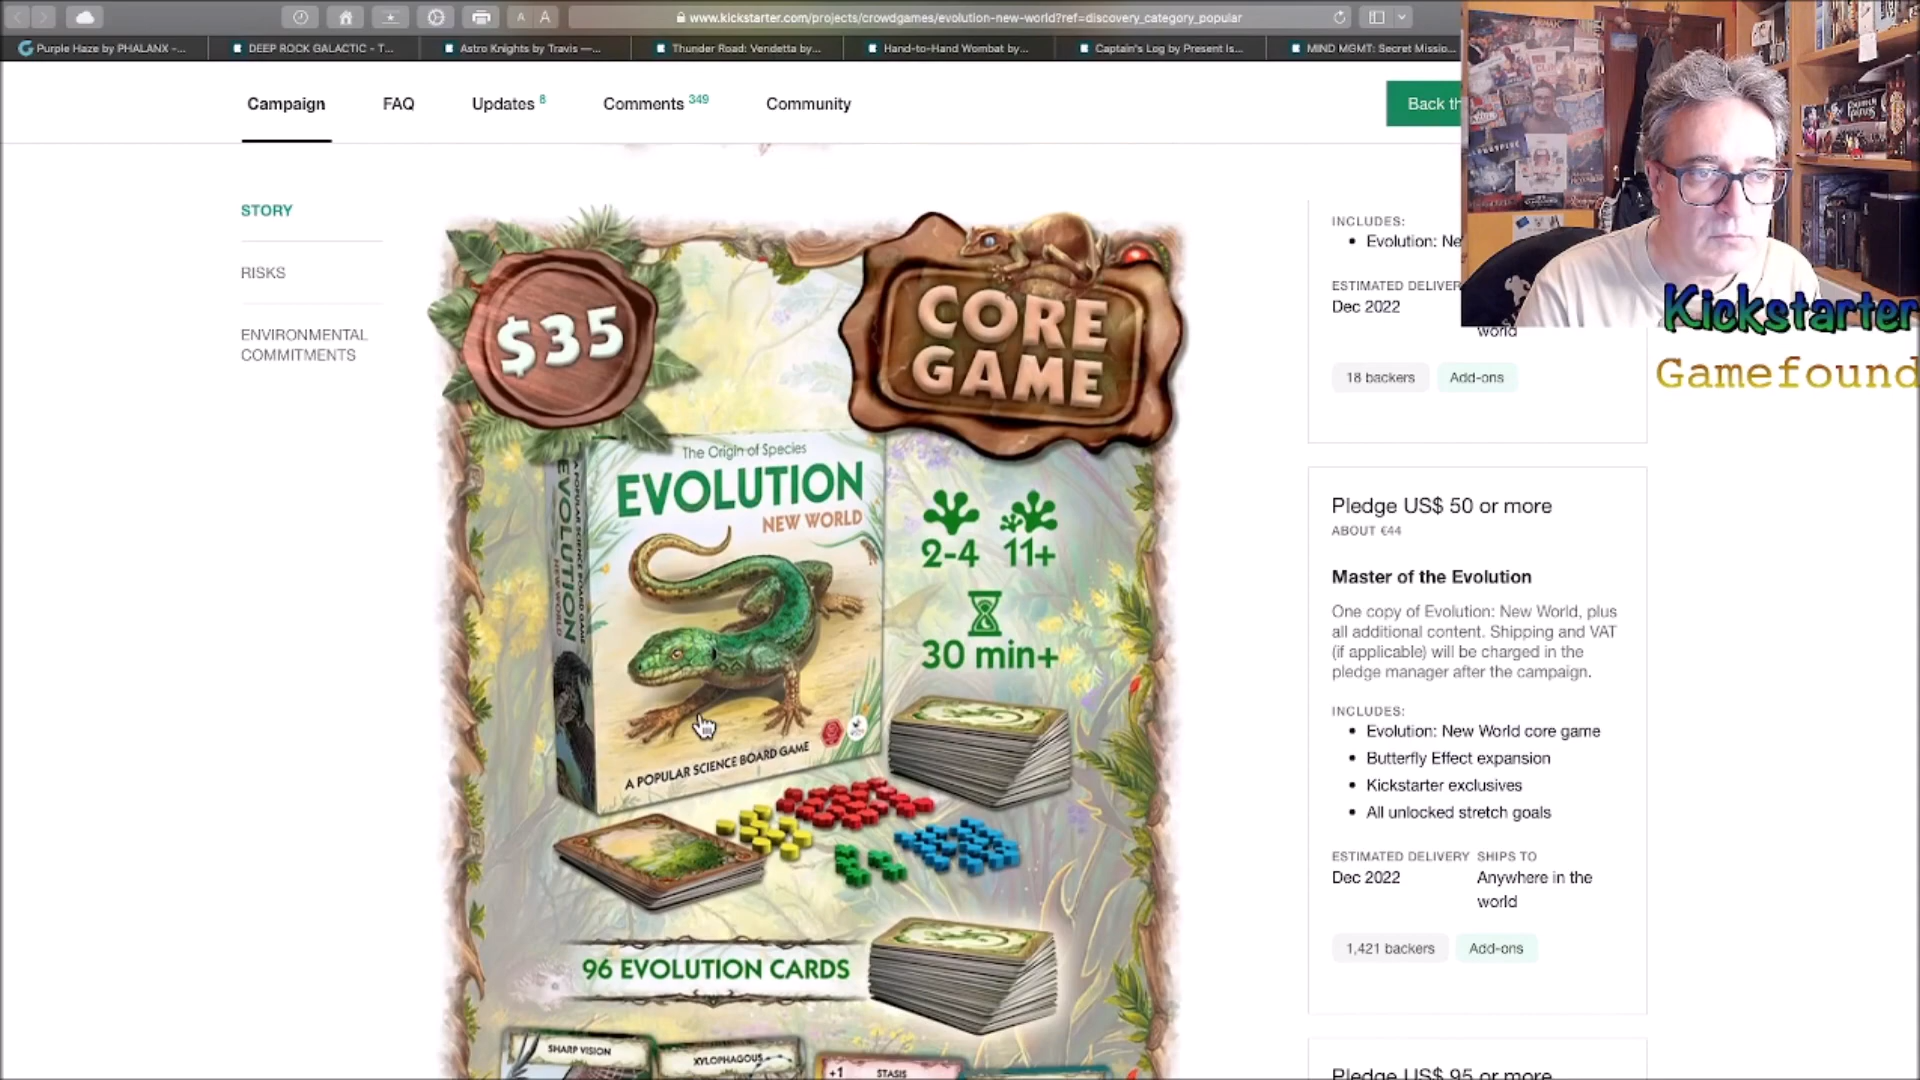 www.kickstarter.com/projects/crowdgames/evolution-new-world?ref=discovery_category_popular
A A
Purple Haze by PHALANX -...
DEEP ROCK GALACTIC - T...
Astro Knights by Travis —...
Thunder Road: Vendetta by...
Hand-to-Hand Wombat by...
Captain's Log by Present Is...
MIND MGMT: Secret Missio...
Campaign
FAQ
Updates 8
Comments 349
Community
Back th
STORY
RISKS
ENVIRONMENTAL
COMMITMENTS
$35
CORE
GAME
The Origin of Species
EVOLUTION
NEW WORLD
A POPULAR SCIENCE BOARD GAME
EVOLUTION
NEW WORLD
A POPULAR SCIENCE BOARD GAME
2-4 11+
30 min+
96 EVOLUTION CARDS
SHARP VISION
XYLOPHAGOUS
+1 STASIS
INCLUDES:
Evolution: Ne
ESTIMATED DELIVER
Dec 2022
world
18 backers
Add-ons
Kickstarter
Gamefound
Pledge US$ 50 or more
ABOUT €44
Master of the Evolution
One copy of Evolution: New World, plus
all additional content. Shipping and VAT
(if applicable) will be charged in the
pledge manager after the campaign.
INCLUDES:
Evolution: New World core game
Butterfly Effect expansion
Kickstarter exclusives
All unlocked stretch goals
ESTIMATED DELIVERY SHIPS TO
Dec 2022 Anywhere in the
world
1,421 backers
Add-ons
Pledge US$ 95 or more